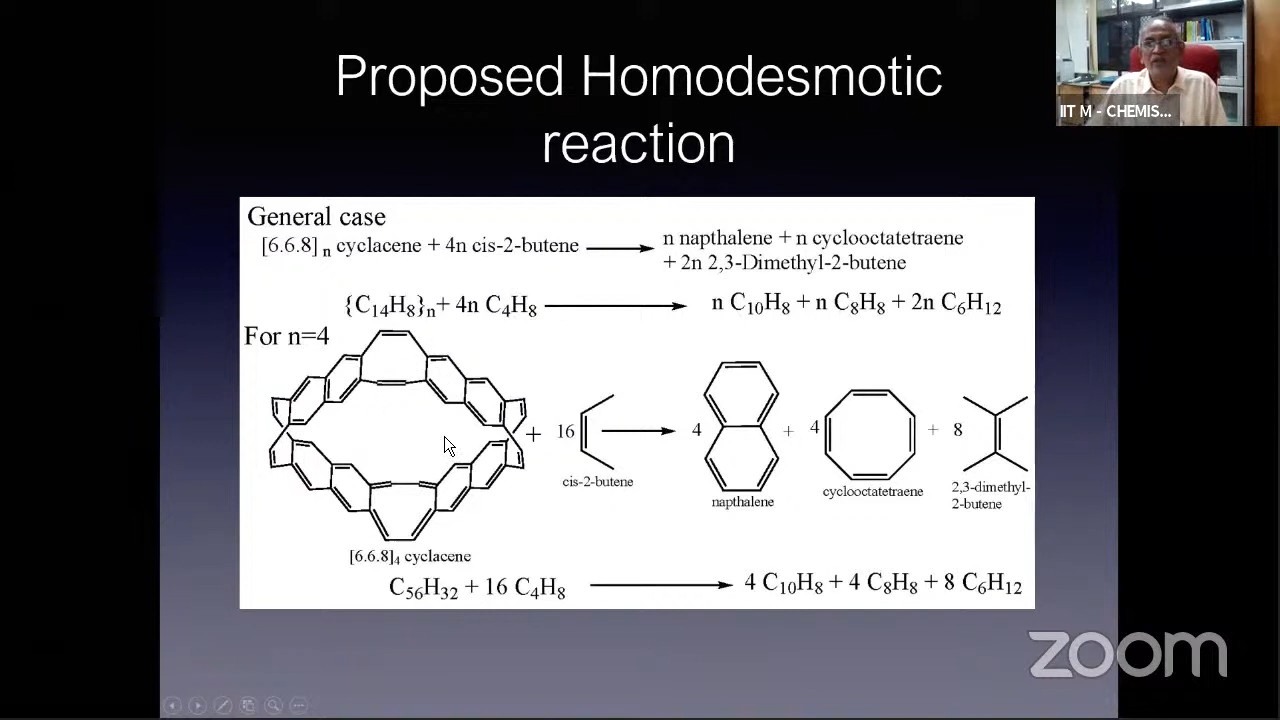 Proposed Homodesmotic
reaction
IIT M - CHEMIS...
General case
[6.6.8] n cyclacene + 4n cis-2-butene
n napthalene + n cyclooctatetraene
+ 2n 2,3-Dimethyl-2-butene
{C14H8}n + 4n C4H8
n C10H8 + n C8H8 + 2n C6H12
For n=4
+ 16
4
+ 4
+ 8
cis-2-butene
napthalene
cyclooctatetraene
2,3-dimethyl-
2-butene
[6.6.8]4 cyclacene
C56H32 + 16 C4H8
4 C10H8 + 4 C8H8 + 8 C6H12
zoom